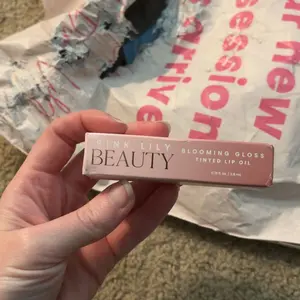 PINK LILY
BEAUTY
BLOOMING GLOSS
TINTED LIP OIL
r new
session
arrive